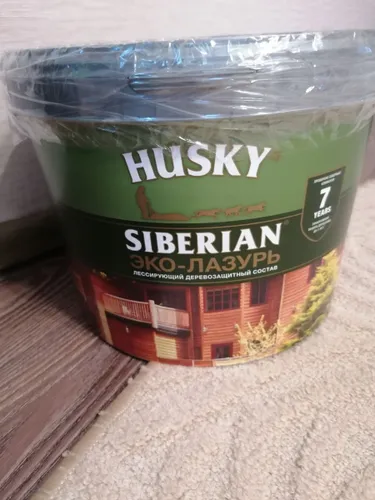 HUSKY
7
YEARS
SIBERIAN®
ЭКО-ЛАЗУРЬ
ЛЕССИРУЮЩИЙ ДЕРЕВОЗАЩИТНЫЙ СОСТАВ